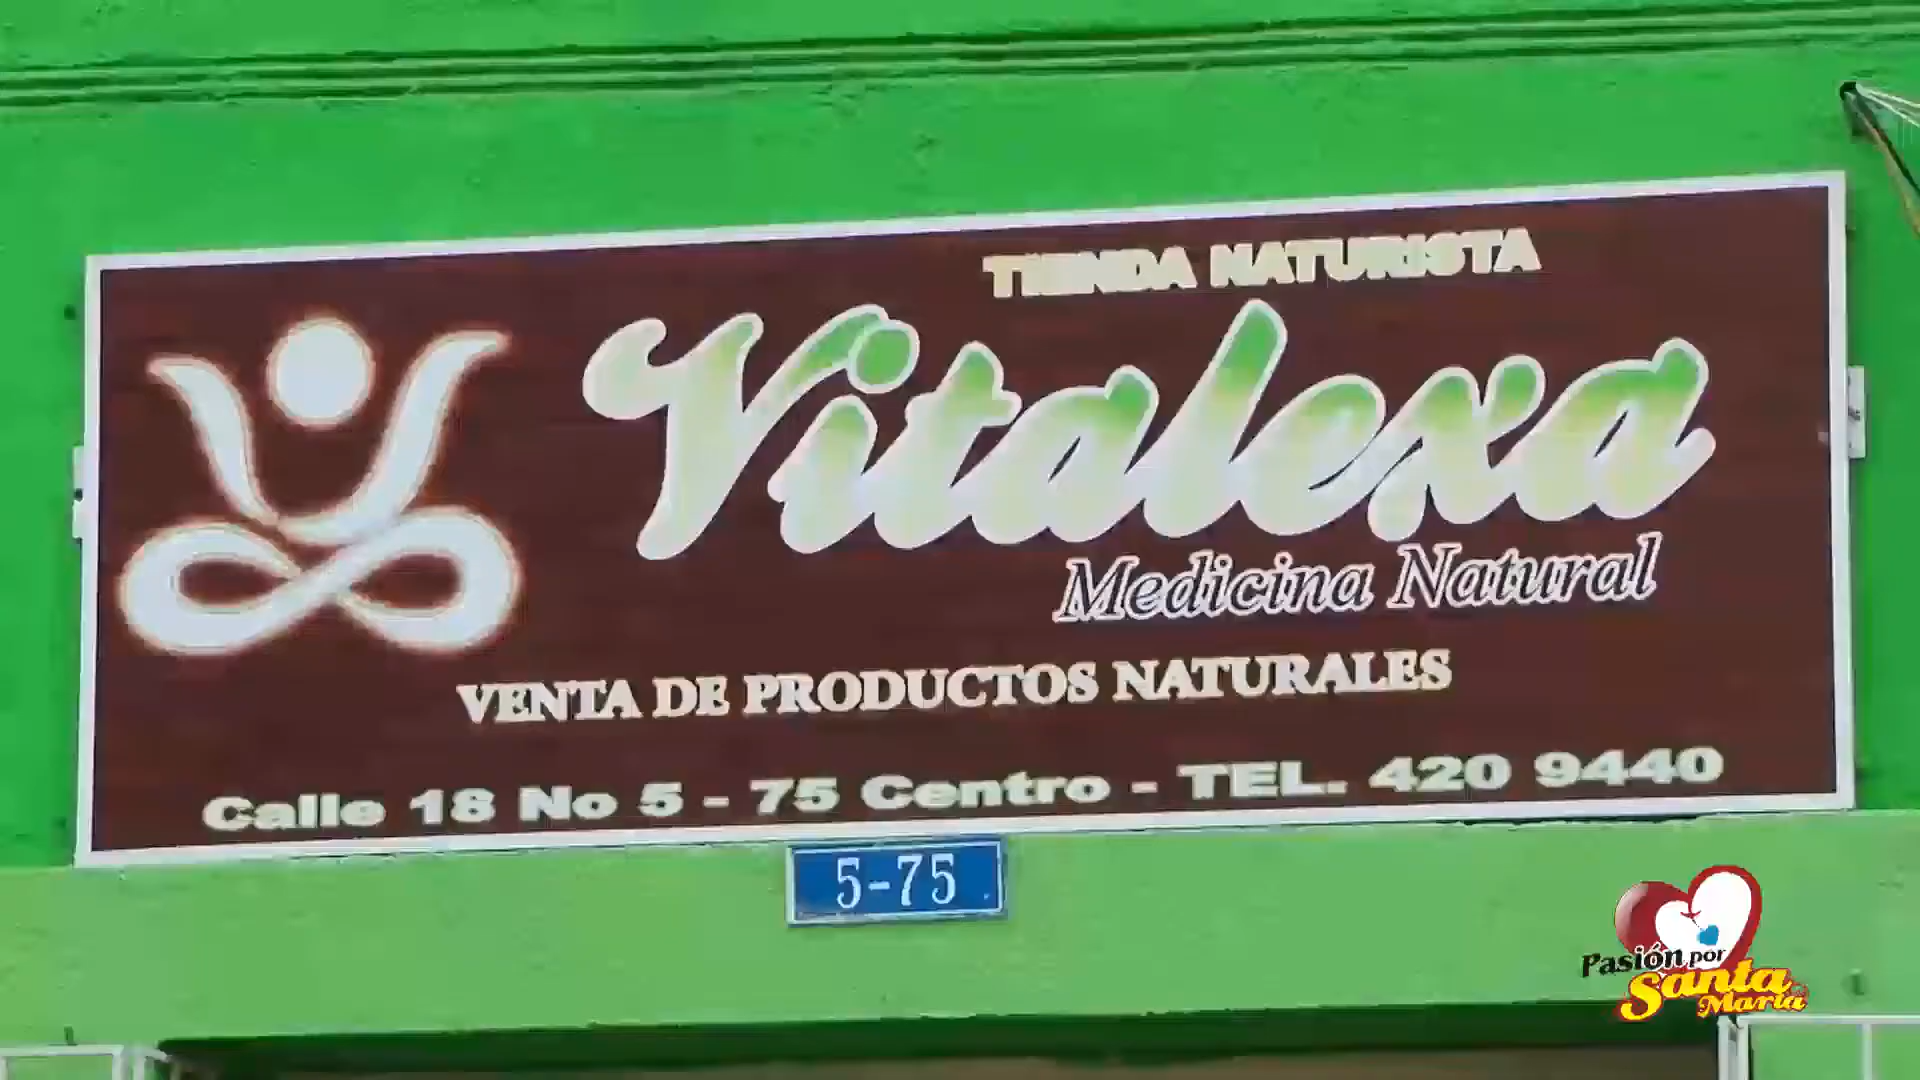 TIENDA NATURISTA
Vitalexa
Medicina Natural
VENTA DE PRODUCTOS NATURALES
Calle 18 No 5 - 75 Centro - TEL. 420 9440
5-75
Pasión por
Santa
María